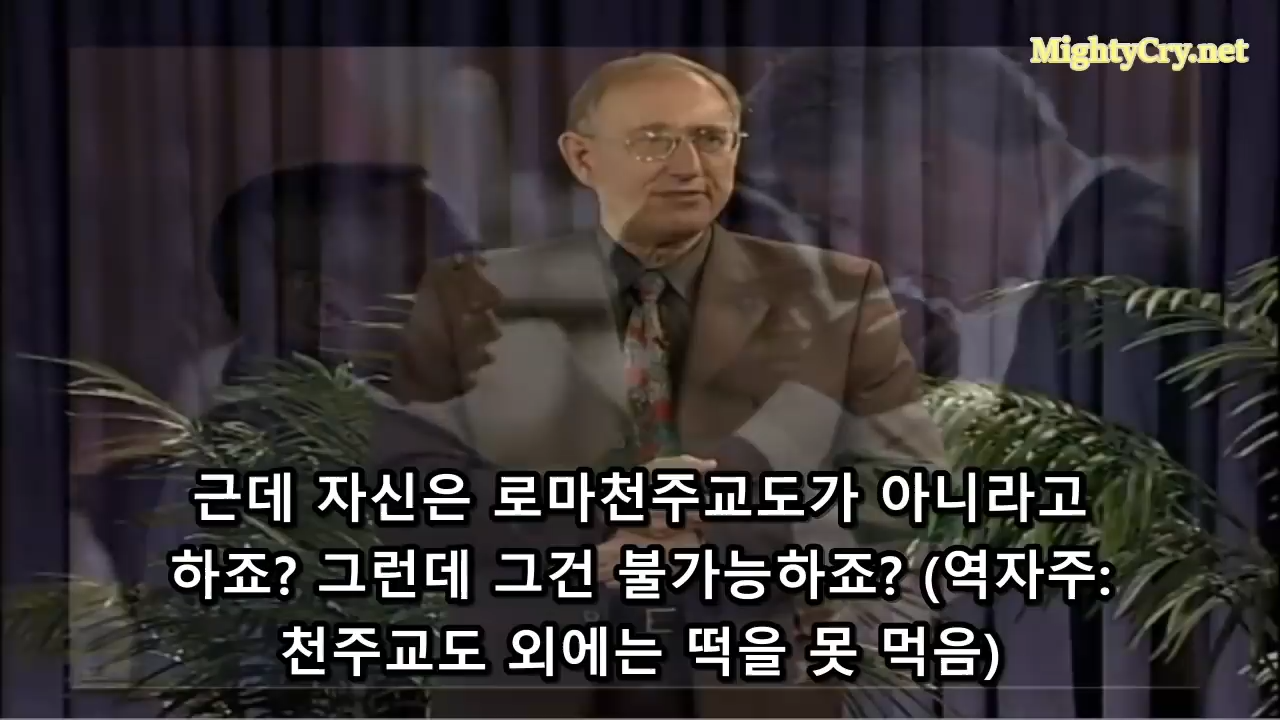 MightyCry.net
근데 자신은 로마천주교도가 아니라고
하죠? 그런데 그건 불가능하죠? (역자주:
천주교도 외에는 떡을 못 먹음)